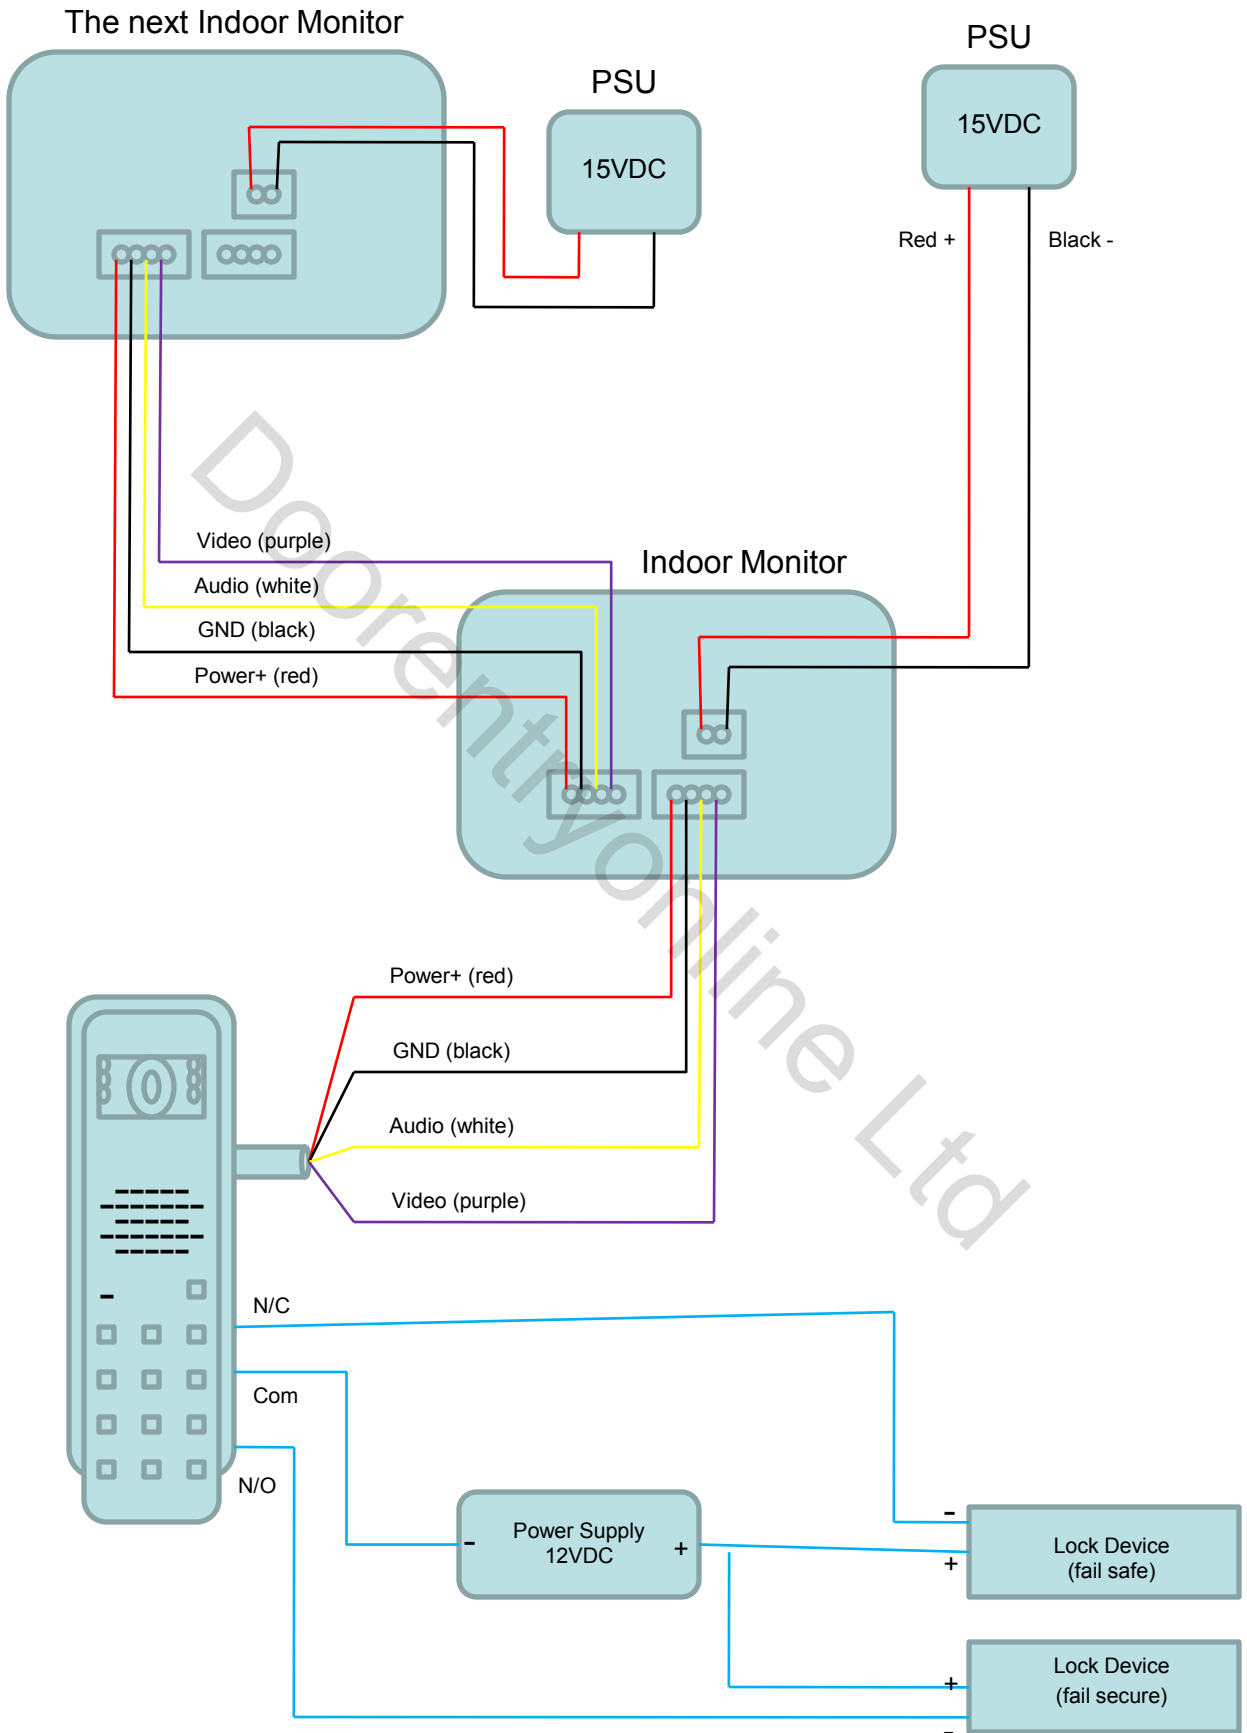 The next Indoor Monitor
PSU
PSU
15VDC
15VDC
Red +
Black -
Video (purple)
Audio (white)
GND (black)
Power+ (red)
Indoor Monitor
Doorentryonline Ltd
Power+ (red)
GND (black)
Audio (white)
Video (purple)
N/C
Com
N/O
- Power Supply +
12VDC
-
+
Lock Device
(fail safe)
+
-
Lock Device
(fail secure)